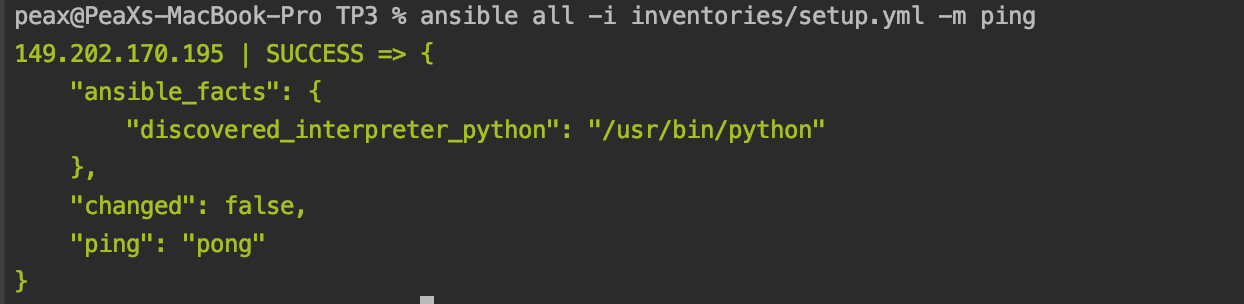 peax@PeaXs-MacBook-Pro TP3 % ansible all -i inventories/setup.yml -m ping
149.202.170.195 | SUCCESS => {
    "ansible_facts": {
        "discovered_interpreter_python": "/usr/bin/python"
    },
    "changed": false,
    "ping": "pong"
}